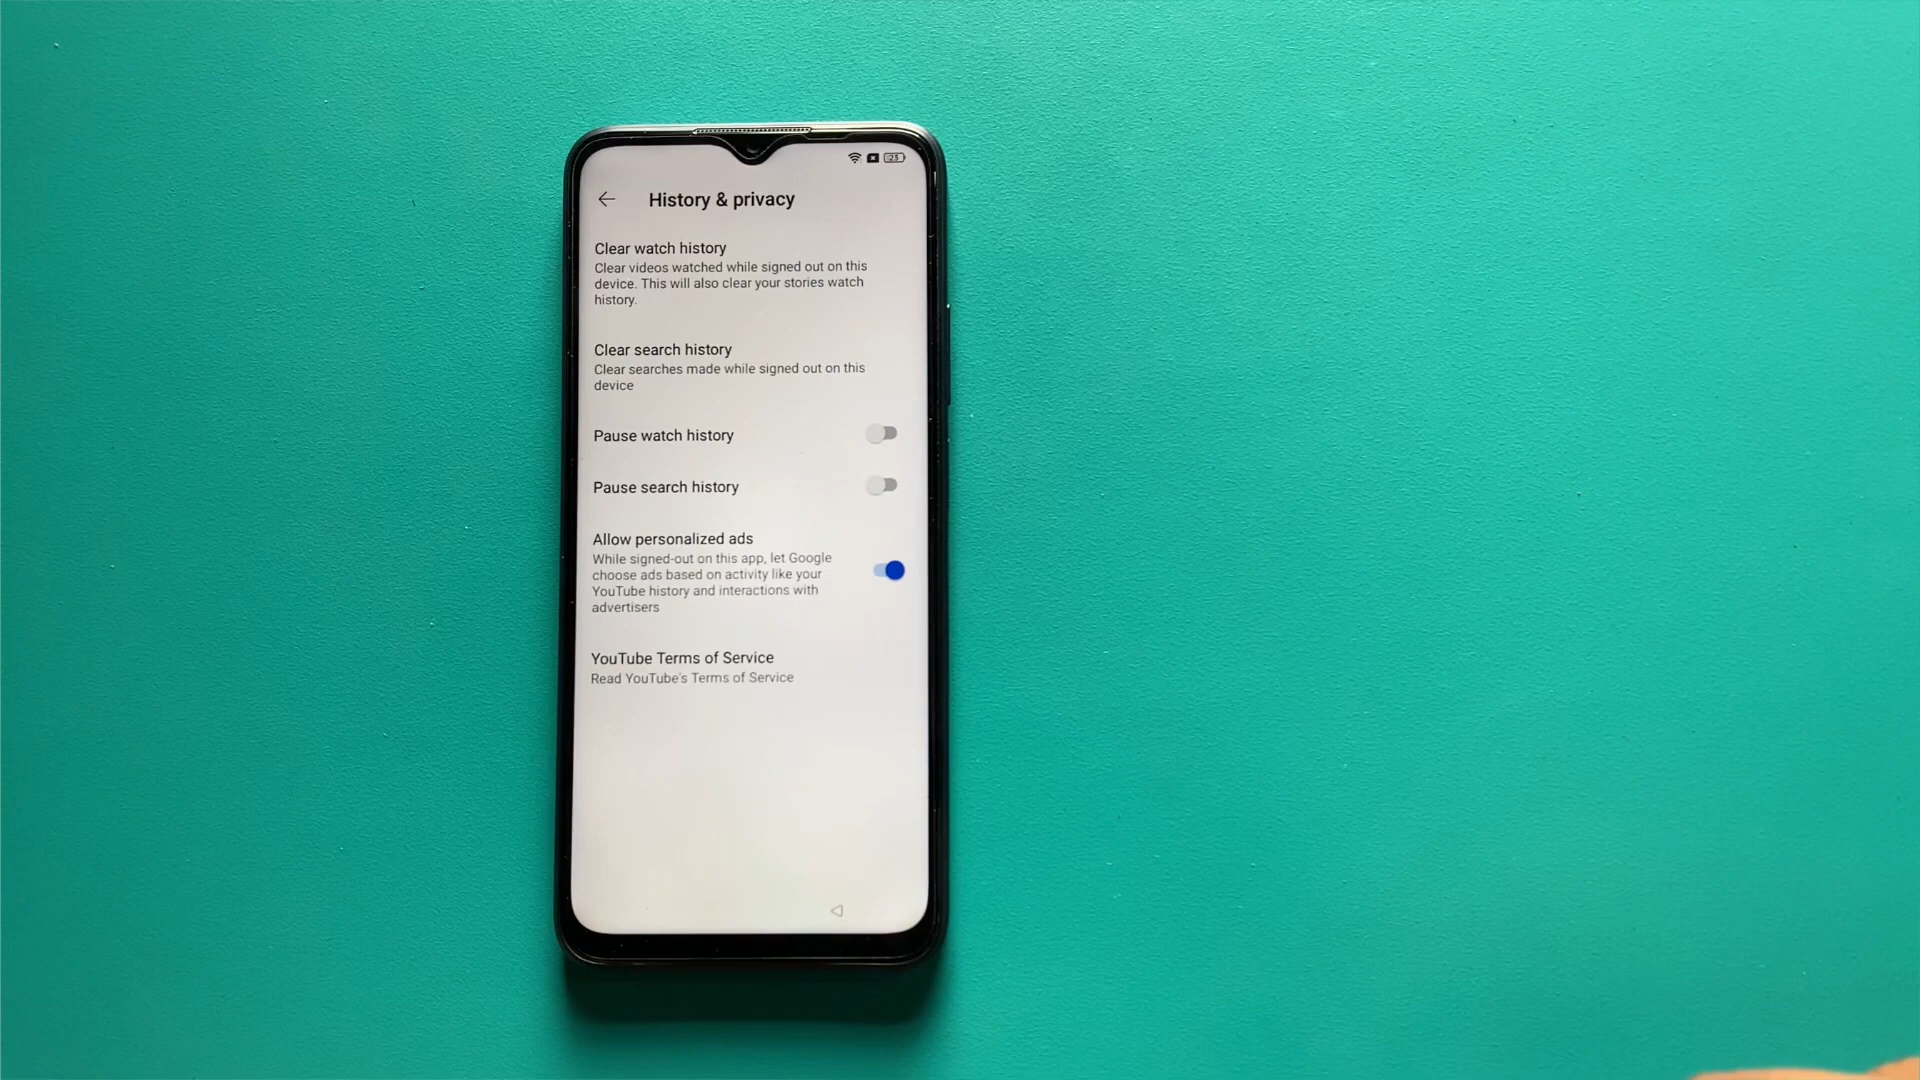 23
History & privacy
Clear watch history
Clear videos watched while signed out on this
device. This will also clear your stories watch
history.
Clear search history
Clear searches made while signed out on this
device
Pause watch history
Pause search history
Allow personalized ads
While signed-out on this app, let Google
choose ads based on activity like your
YouTube history and interactions with
advertisers
YouTube Terms of Service
Read YouTube's Terms of Service